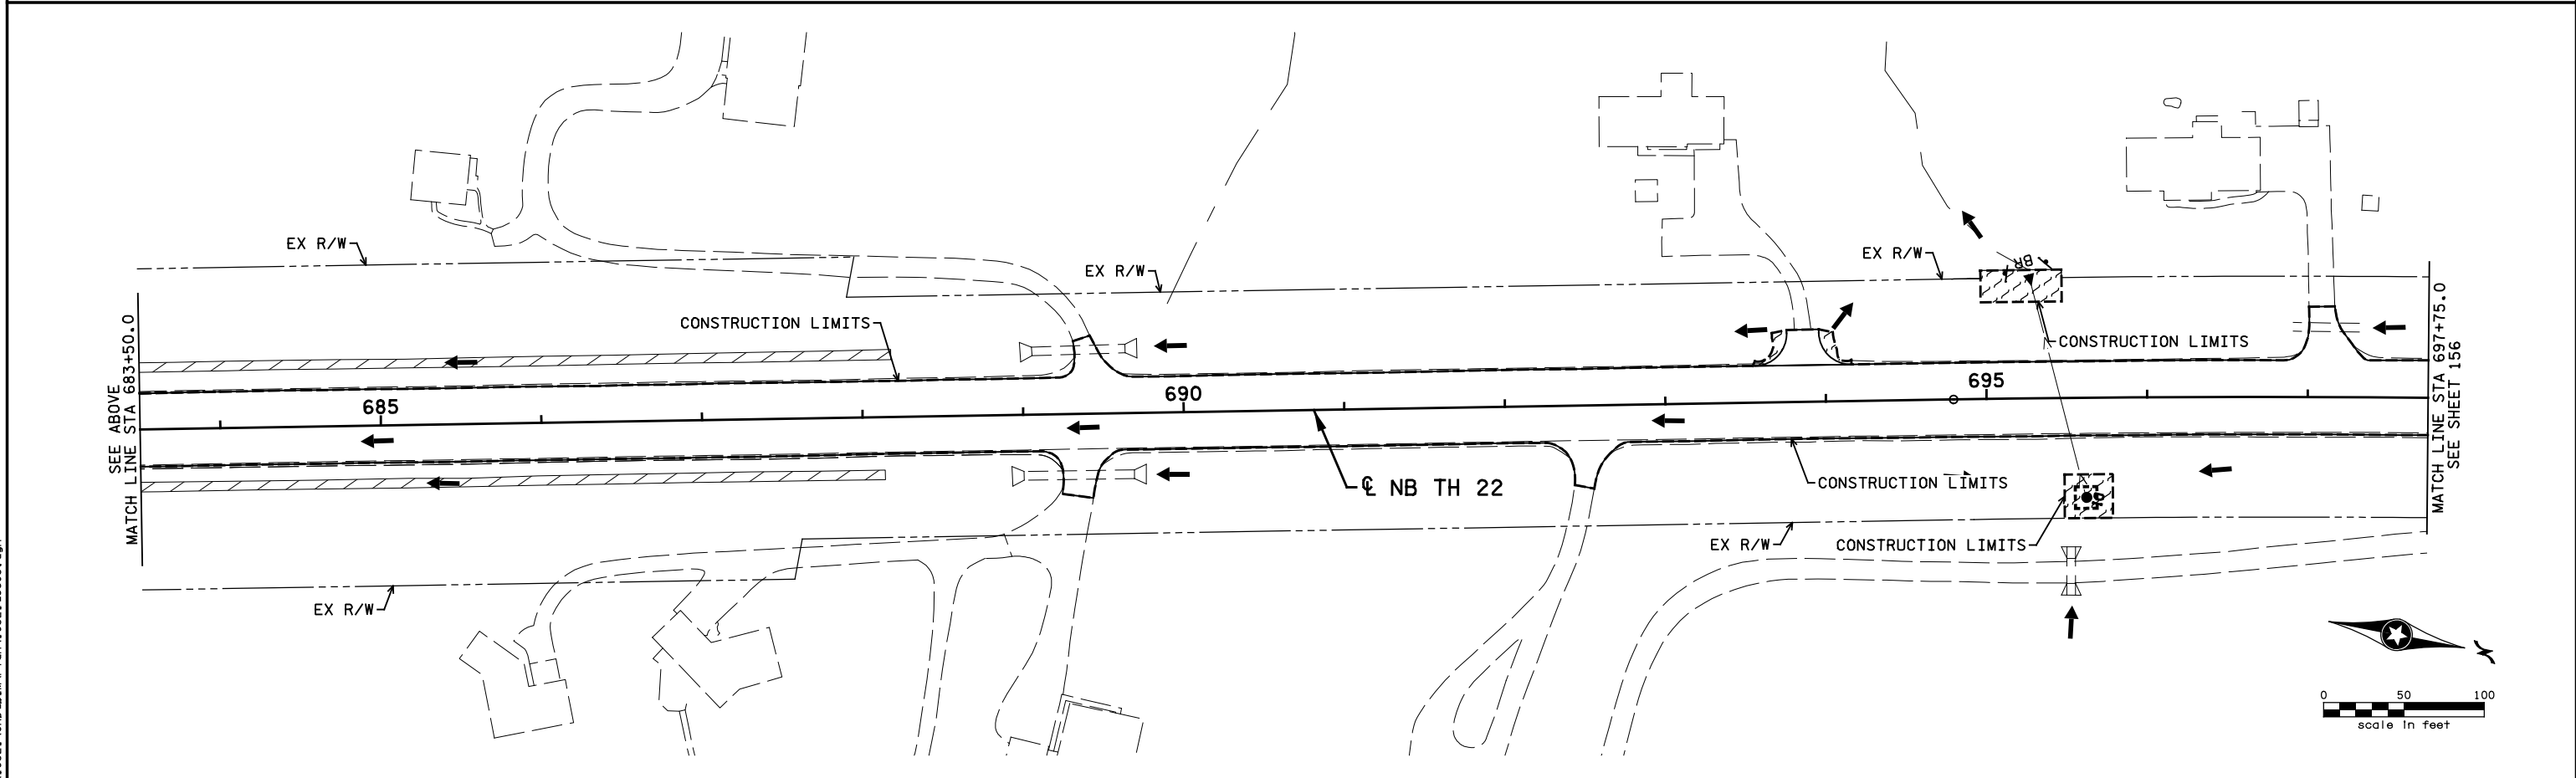 EX R/W
EX R/W
EX R/W
BR
CONSTRUCTION LIMITS
CONSTRUCTION LIMITS
SEE ABOVE
MATCH LINE STA 683+50.0
685
690
695
MATCH LINE STA 697+75.0
SEE SHEET 156
℄ NB TH 22
CONSTRUCTION LIMITS
EX R/W
CONSTRUCTION LIMITS
EX R/W
N
0 50 100
scale in feet